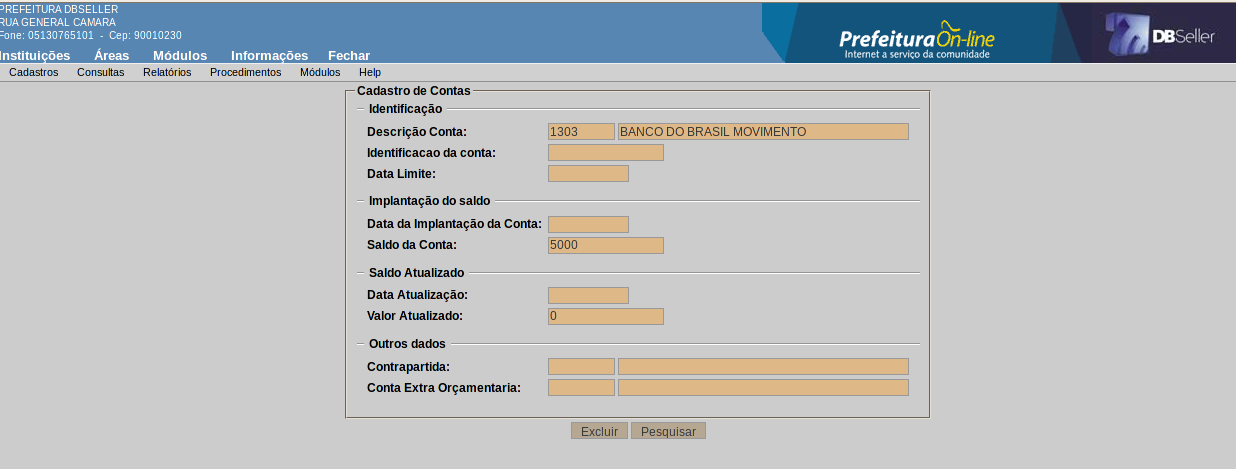 PREFEITURA DBSELLER
RUA GENERAL CAMARA
Fone: 05130765101 - Cep: 90010230
Instituições Áreas Módulos Informações Fechar
PrefeituraOn-line
Internet a serviço da comunidade
DBSeller
Cadastros Consultas Relatórios Procedimentos Módulos Help
Cadastro de Contas
Identificação
Descrição Conta: 1303 BANCO DO BRASIL MOVIMENTO
Identificacao da conta:
Data Limite:
Implantação do saldo
Data da Implantação da Conta:
Saldo da Conta: 5000
Saldo Atualizado
Data Atualização:
Valor Atualizado: 0
Outros dados
Contrapartida:
Conta Extra Orçamentaria:
Excluir Pesquisar